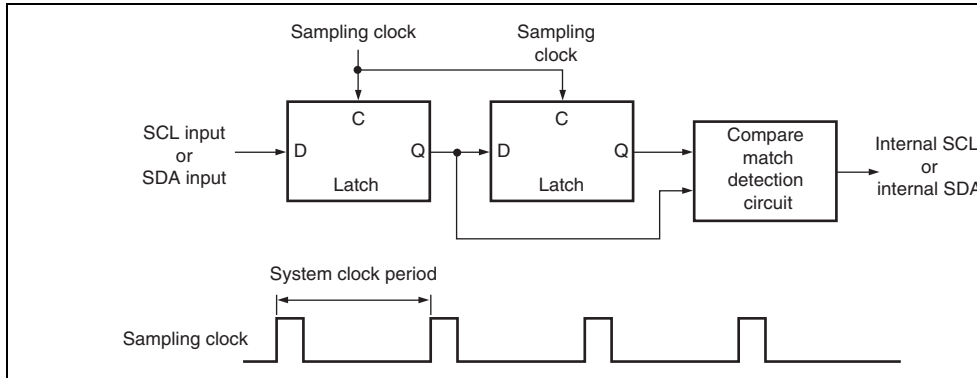 Sampling clock
Sampling
clock
SCL input
or
SDA input
C
D
Q
Latch
C
D
Q
Latch
Compare
match
detection
circuit
Internal SCL
or
internal SDA
System clock period
Sampling clock